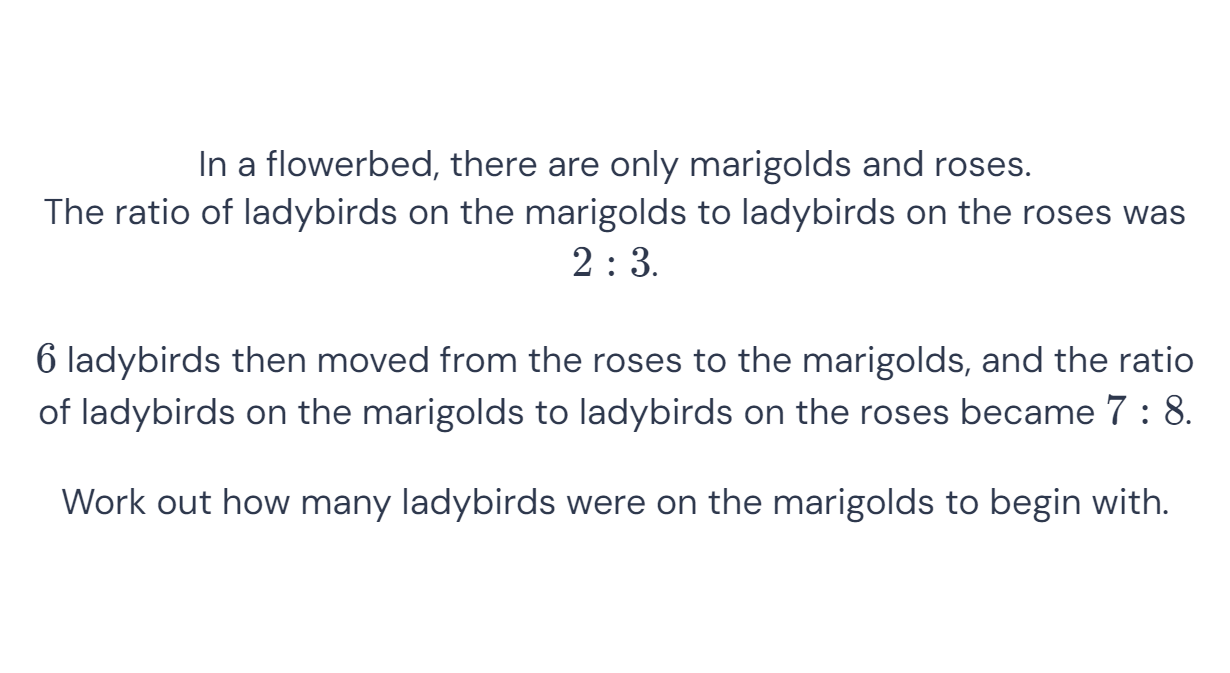 In a flowerbed, there are only marigolds and roses.
The ratio of ladybirds on the marigolds to ladybirds on the roses was
2 : 3.
6 ladybirds then moved from the roses to the marigolds, and the ratio
of ladybirds on the marigolds to ladybirds on the roses became 7 : 8.
Work out how many ladybirds were on the marigolds to begin with.